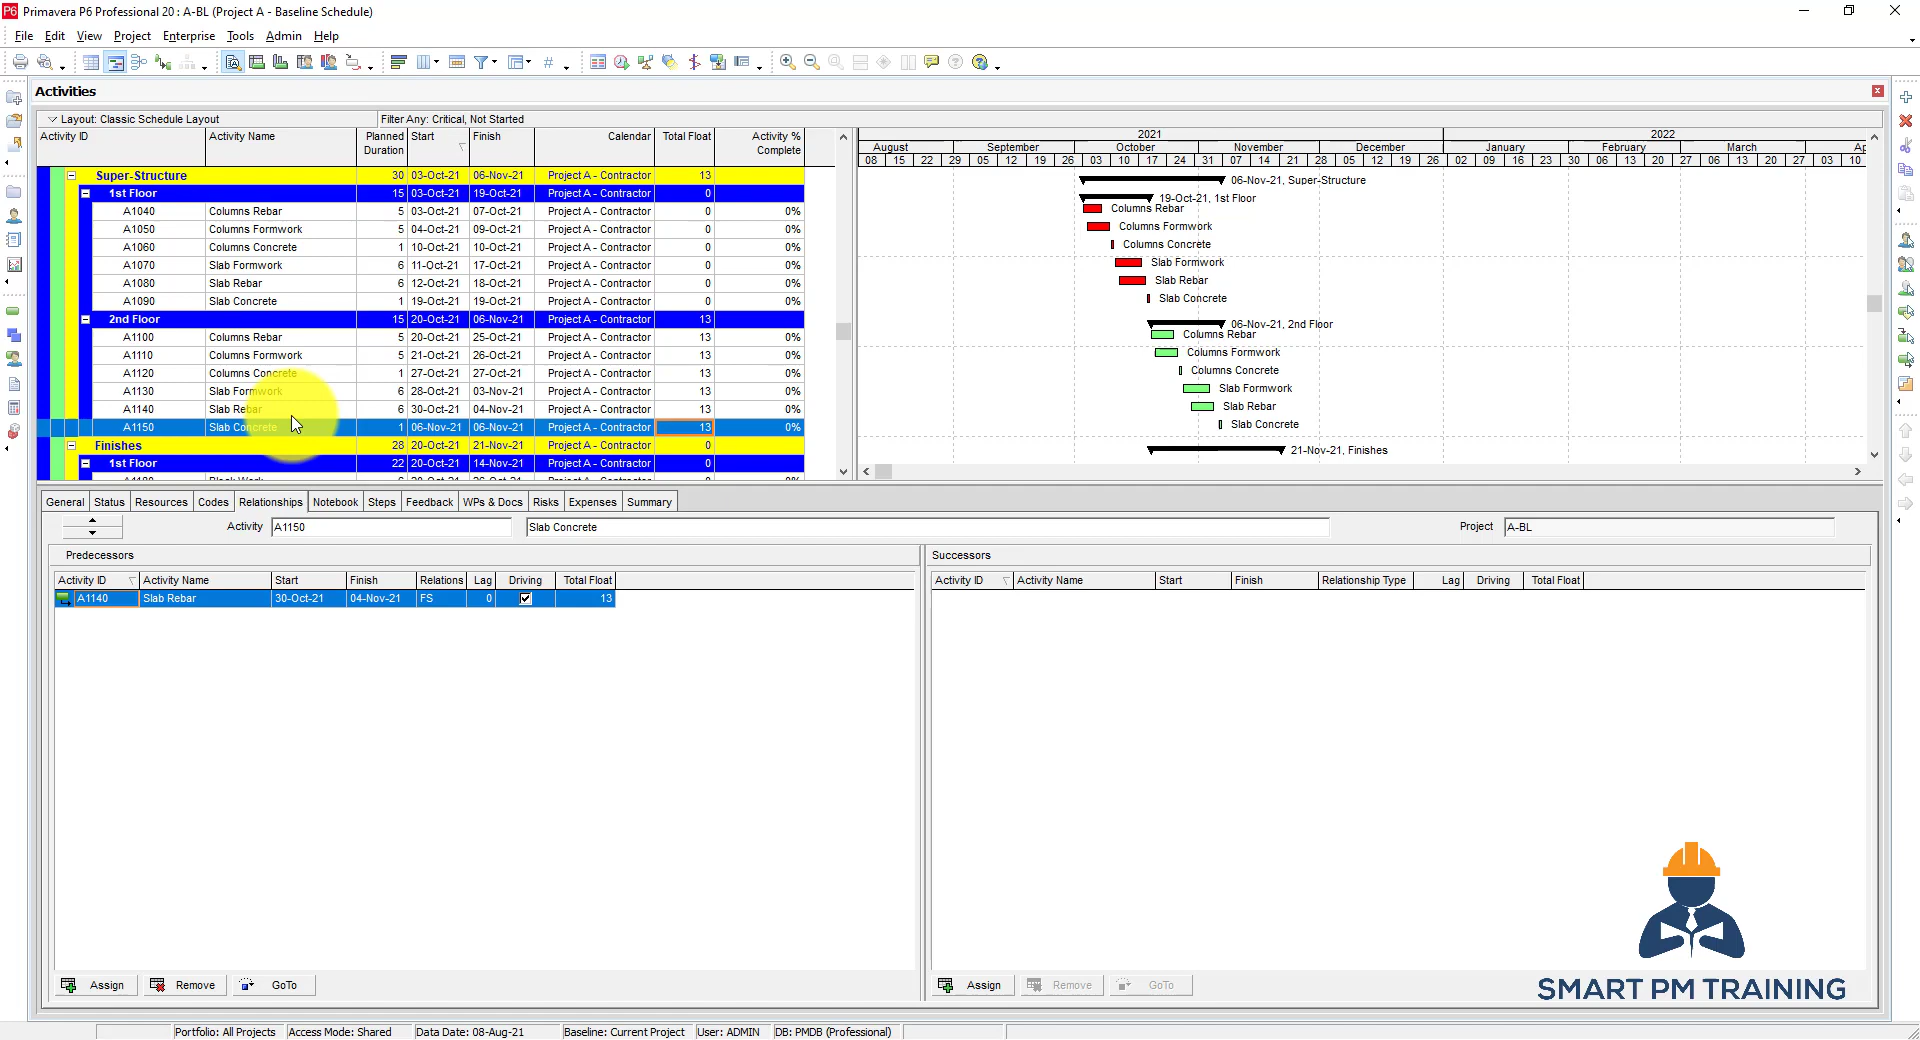 Primavera P6 Professional 20 : A-BL (Project A - Baseline Schedule)
File Edit View Project Enterprise Tools Admin Help
Activities
Layout: Classic Schedule Layout Filter Any: Critical, Not Started
Activity ID Activity Name Planned Duration Start Finish Calendar Total Float Activity % Complete
Super-Structure 30 03-Oct-21 06-Nov-21 Project A - Contractor 13
1st Floor 15 03-Oct-21 19-Oct-21 Project A - Contractor 0
A1040 Columns Rebar 5 03-Oct-21 07-Oct-21 Project A - Contractor 0 0%
A1050 Columns Formwork 5 04-Oct-21 09-Oct-21 Project A - Contractor 0 0%
A1060 Columns Concrete 1 10-Oct-21 10-Oct-21 Project A - Contractor 0 0%
A1070 Slab Formwork 6 11-Oct-21 17-Oct-21 Project A - Contractor 0 0%
A1080 Slab Rebar 6 12-Oct-21 18-Oct-21 Project A - Contractor 0 0%
A1090 Slab Concrete 1 19-Oct-21 19-Oct-21 Project A - Contractor 0 0%
2nd Floor 15 20-Oct-21 06-Nov-21 Project A - Contractor 13
A1100 Columns Rebar 5 20-Oct-21 25-Oct-21 Project A - Contractor 13 0%
A1110 Columns Formwork 5 21-Oct-21 26-Oct-21 Project A - Contractor 13 0%
A1120 Columns Concrete 1 27-Oct-21 27-Oct-21 Project A - Contractor 13 0%
A1130 Slab Formwork 6 28-Oct-21 03-Nov-21 Project A - Contractor 13 0%
A1140 Slab Rebar 6 30-Oct-21 04-Nov-21 Project A - Contractor 13 0%
A1150 Slab Concrete 1 06-Nov-21 06-Nov-21 Project A - Contractor 13 0%
Finishes 28 20-Oct-21 21-Nov-21 Project A - Contractor 0
1st Floor 22 20-Oct-21 14-Nov-21 Project A - Contractor 0
2021 2022
August September October November December January February March Ap
08 15 22 29 05 12 19 26 03 10 17 24 31 07 14 21 28 05 12 19 26 02 09 16 23 30 06 13 20 27 06 13 20 27 03 10
06-Nov-21, Super-Structure
19-Oct-21, 1st Floor
Columns Rebar
Columns Formwork
Columns Concrete
Slab Formwork
Slab Rebar
Slab Concrete
06-Nov-21, 2nd Floor
Columns Rebar
Columns Formwork
Columns Concrete
Slab Formwork
Slab Rebar
Slab Concrete
21-Nov-21, Finishes
General Status Resources Codes Relationships Notebook Steps Feedback WPs & Docs Risks Expenses Summary
Activity A1150 Slab Concrete Project A-BL
Predecessors
Activity ID Activity Name Start Finish Relations Lag Driving Total Float
A1140 Slab Rebar 30-Oct-21 04-Nov-21 FS 0 13
Assign Remove GoTo
Successors
Activity ID Activity Name Start Finish Relationship Type Lag Driving Total Float
Assign Remove GoTo
SMART PM TRAINING
Portfolio: All Projects Access Mode: Shared Data Date: 08-Aug-21 Baseline: Current Project User: ADMIN DB: PMDB (Professional)